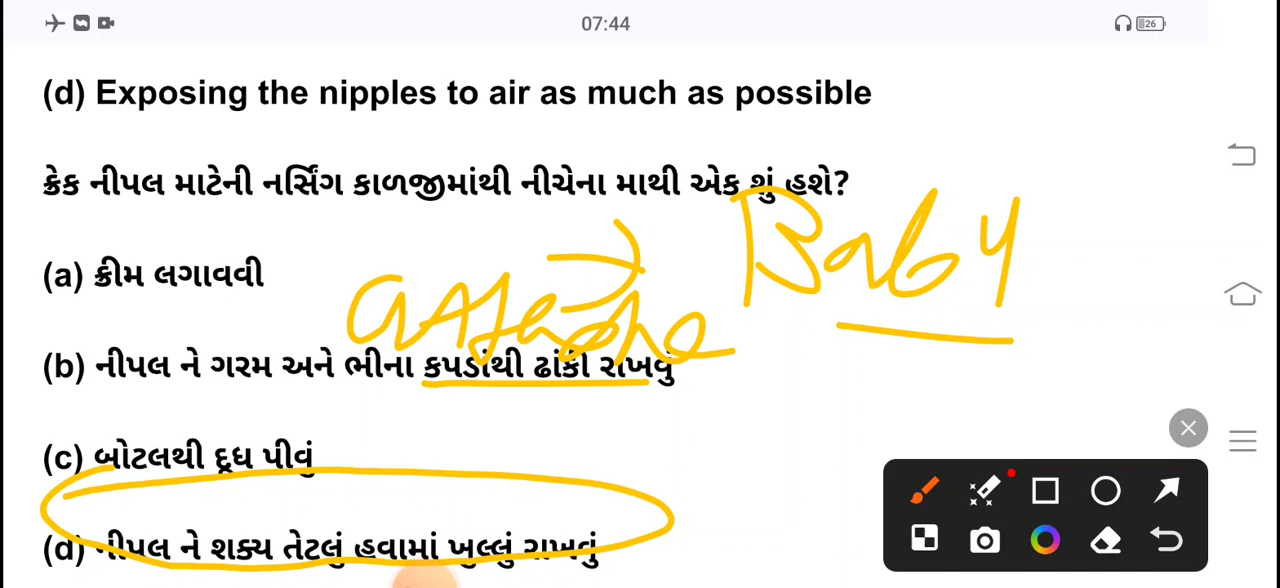 07:44
26
(d) Exposing the nipples to air as much as possible
ક્રેક નીપલ માટેની નર્સિંગ કાળજીમાંથી નીચેના માથી એક શું હશે?
Baby
(a) ક્રીમ લગાવવી
(b) નીપલ ને ગરમ અને ભીના કપડાંથી ઢાંકી રાખવું
(c) બોટલથી દૂધ પીવું
(d) નીપલ ને શક્ય તેટલું હવામાં ખુલ્લું રાખવું